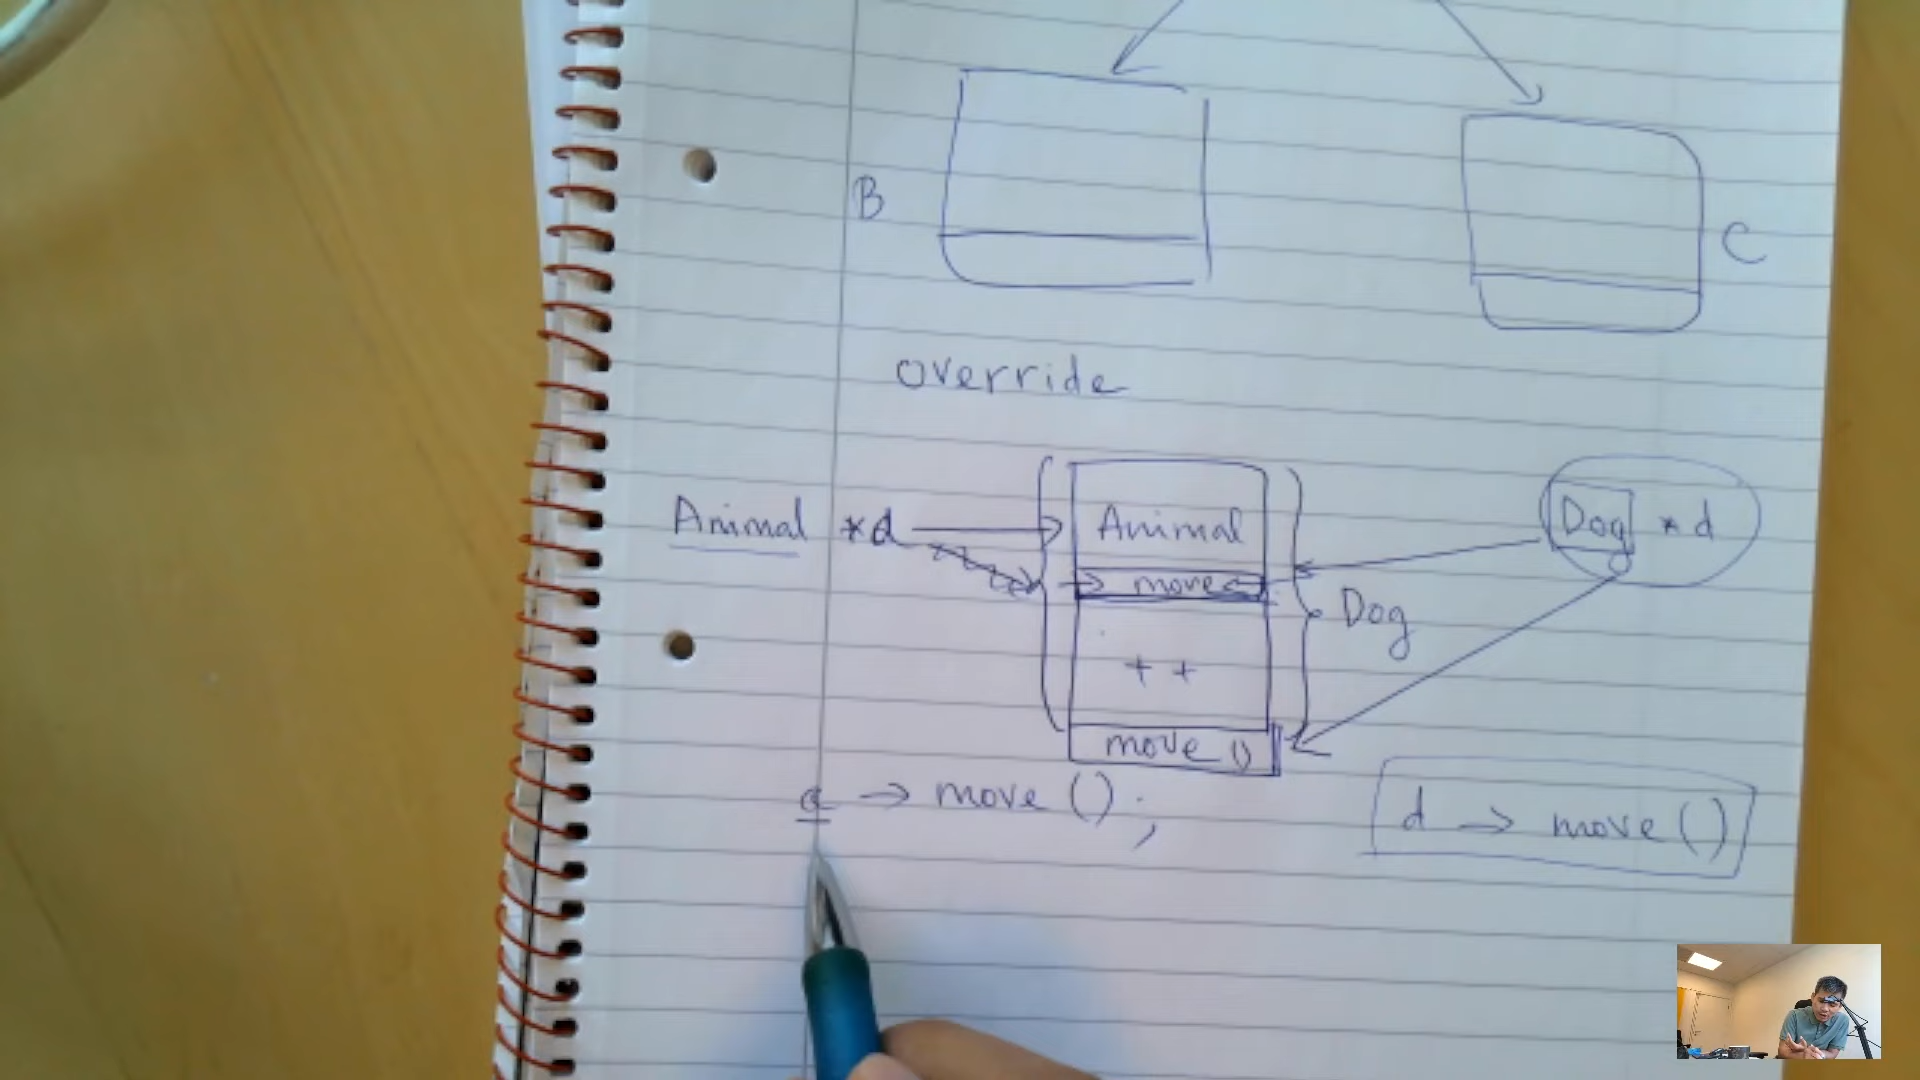 B
C
override
Animal *d
Animal
Dog * d
→ move
Dog
+ +
move ()
d → move ();
d → move ()